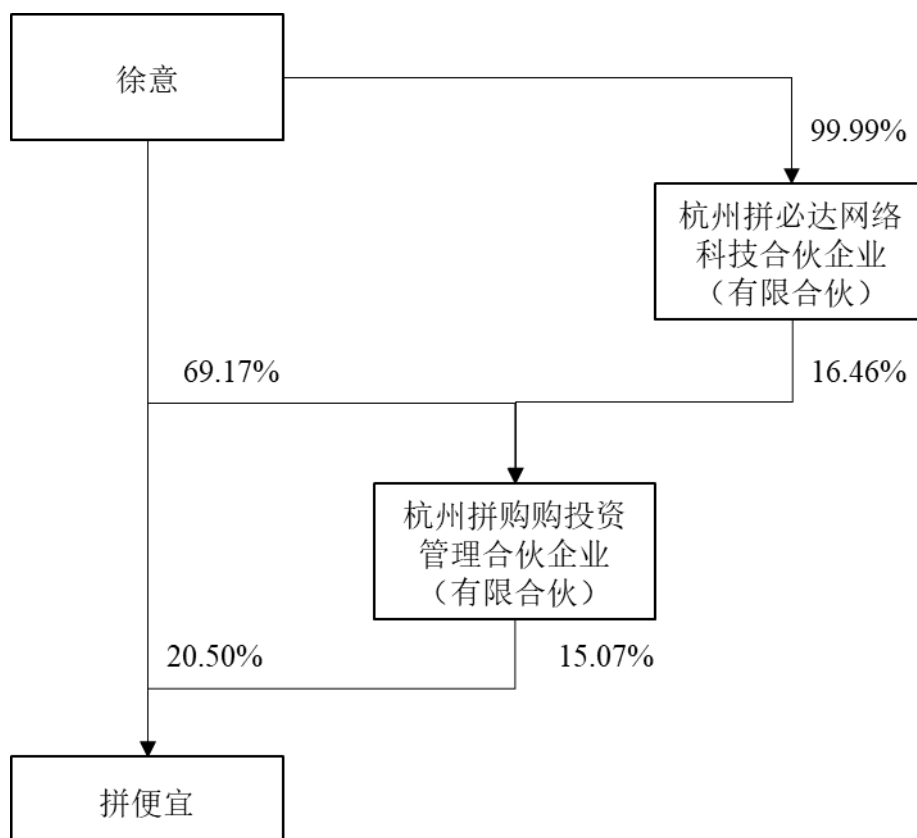 徐意
99.99%
杭州拼必达网络
科技合伙企业
（有限合伙）
69.17%
16.46%
杭州拼购购投资
管理合伙企业
（有限合伙）
20.50%
15.07%
拼便宜